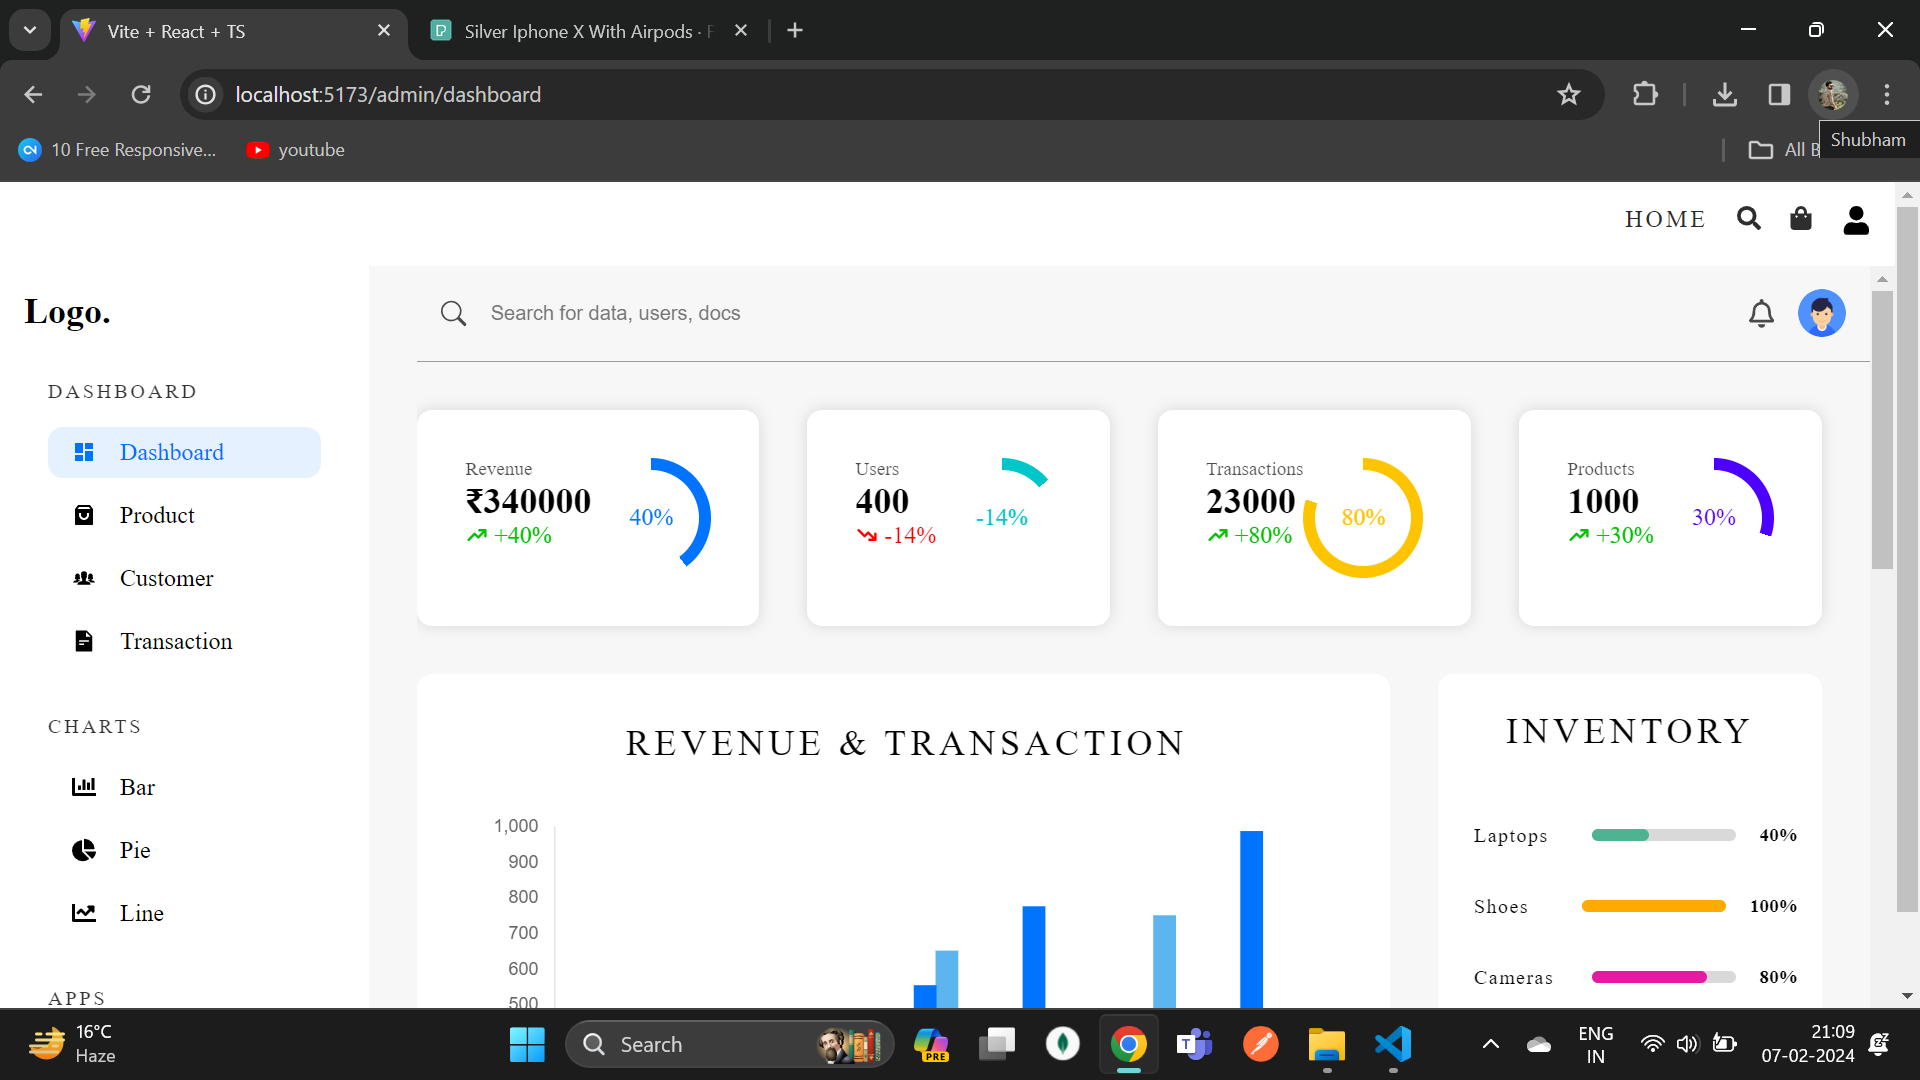 Vite + React + TS
Silver Iphone X With Airpods ·
localhost:5173/admin/dashboard
10 Free Responsive...
youtube
All B
Shubham
HOME
Logo.
Search for data, users, docs
DASHBOARD
Dashboard
Product
Customer
Transaction
CHARTS
Bar
Pie
Line
APPS
Revenue
₹340000
+40%
40%
Users
400
-14%
-14%
Transactions
23000
+80%
80%
Products
1000
+30%
30%
REVENUE & TRANSACTION
1,000
900
800
700
600
500
INVENTORY
Laptops 40%
Shoes 100%
Cameras 80%
16°C
Haze
Search
PRE
T
ENG
IN
21:09
07-02-2024